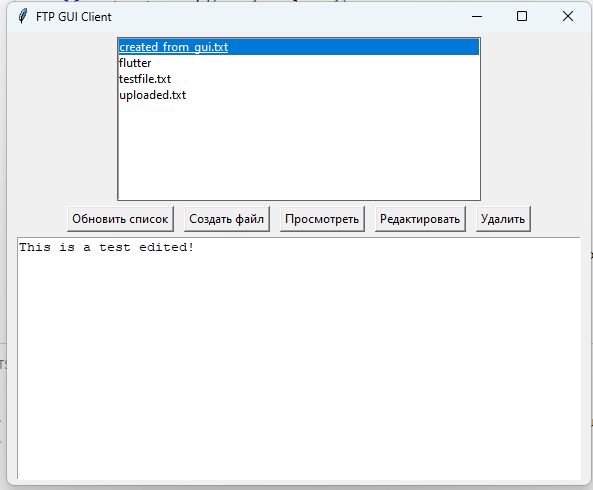 FTP GUI Client
created_from_gui.txt
flutter
testfile.txt
uploaded.txt
Обновить список Создать файл Просмотреть Редактировать Удалить
This is a test edited!